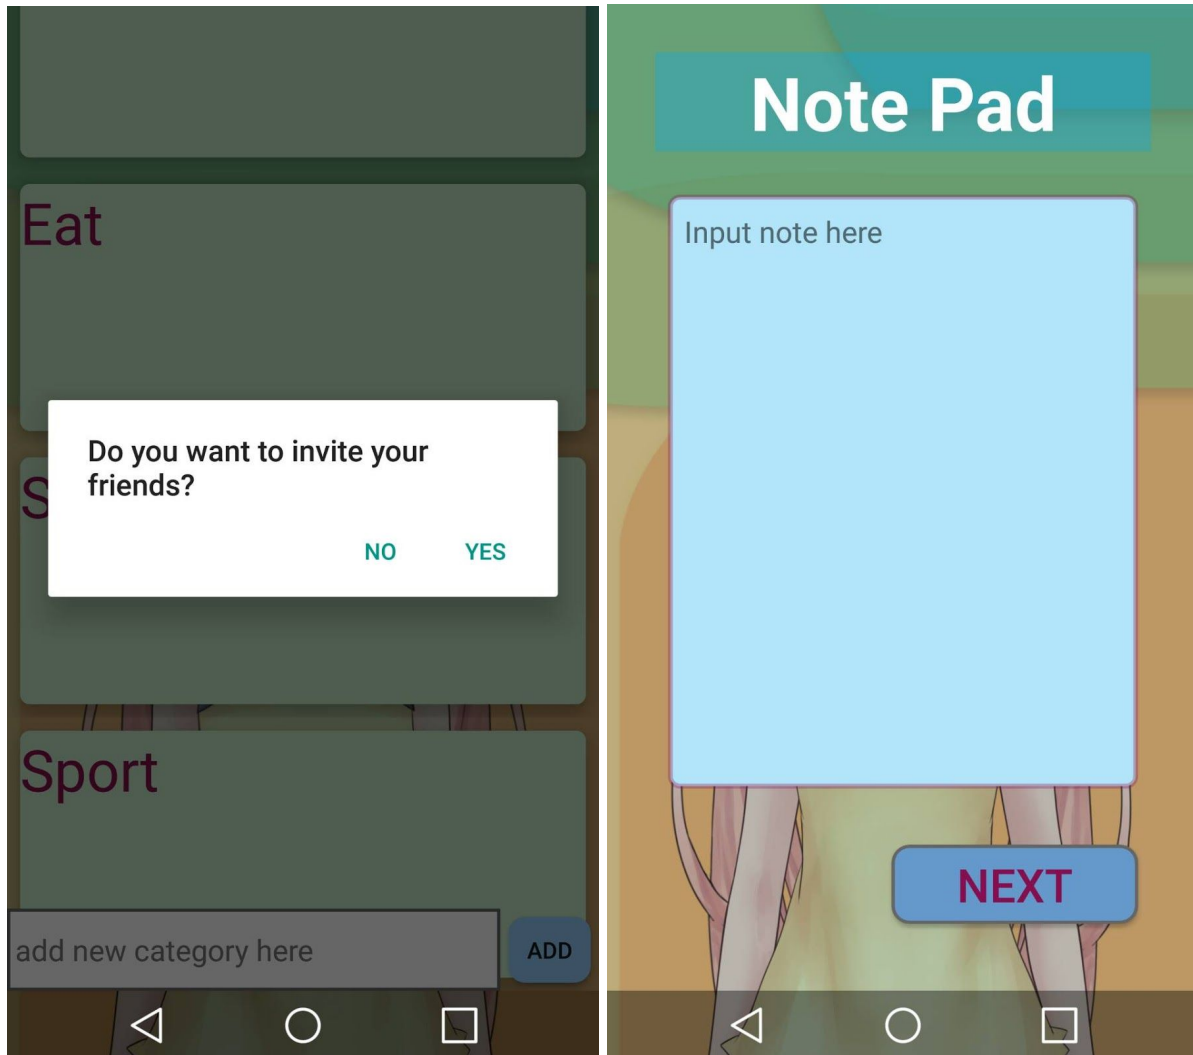 Eat
Do you want to invite your
friends?
NO YES
Sport
add new category here
ADD
Note Pad
Input note here
NEXT